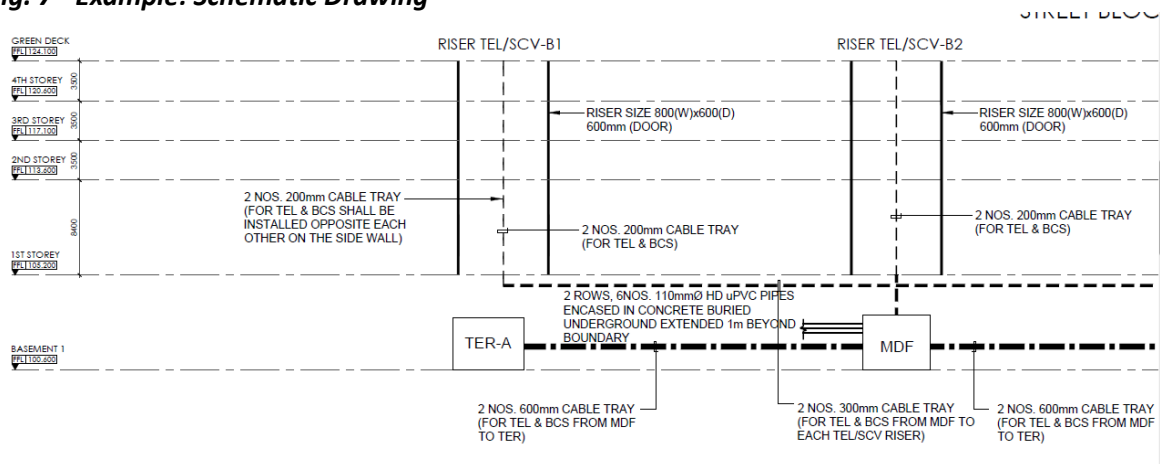 Example: Schematic Drawing
GREEN DECK
FFL 124.100
4TH STOREY
FFL 120.600
3RD STOREY
FFL 117.100
2ND STOREY
FFL 113.600
1ST STOREY
FFL 105.200
BASEMENT 1
FFL 100.600
3500
3500
3500
8400
RISER TEL/SCV-B1
RISER SIZE 800(W)x600(D)
600mm (DOOR)
2 NOS. 200mm CABLE TRAY
(FOR TEL & BCS SHALL BE
INSTALLED OPPOSITE EACH
OTHER ON THE SIDE WALL)
2 NOS. 200mm CABLE TRAY
(FOR TEL & BCS)
RISER TEL/SCV-B2
RISER SIZE 800(W)x600(D)
600mm (DOOR)
2 NOS. 200mm CABLE TRAY
(FOR TEL & BCS)
2 ROWS, 6NOS. 110mmØ HD uPVC PIPES
ENCASED IN CONCRETE BURIED
UNDERGROUND EXTENDED 1m BEYOND
BOUNDARY
TER-A
MDF
2 NOS. 600mm CABLE TRAY
(FOR TEL & BCS FROM MDF
TO TER)
2 NOS. 300mm CABLE TRAY
(FOR TEL & BCS FROM MDF TO
EACH TEL/SCV RISER)
2 NOS. 600mm CABLE TRAY
(FOR TEL & BCS FROM MDF
TO TER)